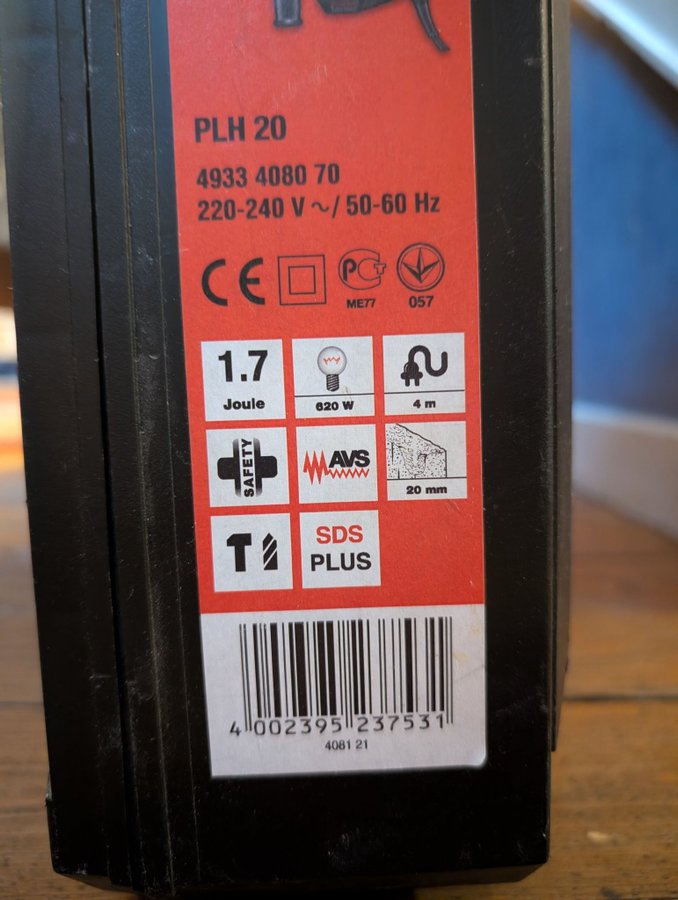 PLH 20
4933 4080 70
220-240 V ~/ 50-60 Hz
CE
PCT
ME77
057
1.7
Joule
620 W
4 m
SAFETY
AVS
20 mm
T
SDS
PLUS
4 002395 237531
4081 21